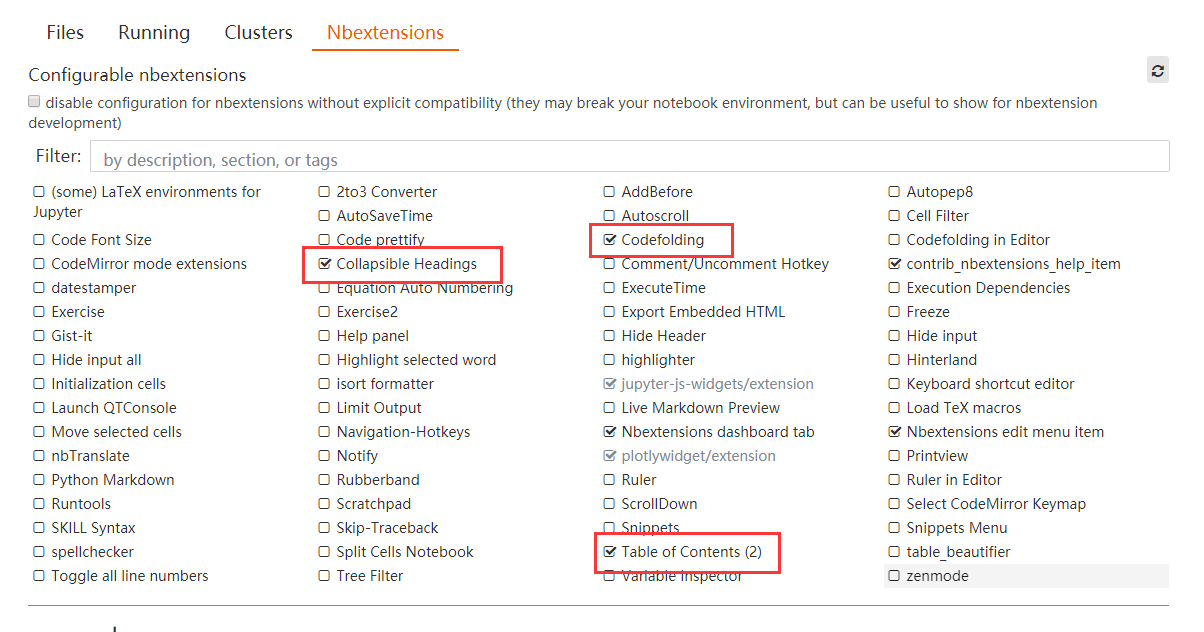 Files Running Clusters Nbextensions
Configurable nbextensions
disable configuration for nbextensions without explicit compatibility (they may break your notebook environment, but can be useful to show for nbextension
development)
Filter: by description, section, or tags
(some) LaTeX environments for
Jupyter
2to3 Converter
AddBefore
Autopep8
AutoSaveTime
Autoscroll
Cell Filter
Code Font Size
Code prettify
Codefolding
Codefolding in Editor
CodeMirror mode extensions
Collapsible Headings
Comment/Uncomment Hotkey
contrib_nbextensions_help_item
datestamper
Equation Auto Numbering
ExecuteTime
Execution Dependencies
Exercise
Exercise2
Export Embedded HTML
Freeze
Gist-it
Help panel
Hide Header
Hide input
Hide input all
Highlight selected word
highlighter
Hinterland
Initialization cells
isort formatter
jupyter-js-widgets/extension
Keyboard shortcut editor
Launch QTConsole
Limit Output
Live Markdown Preview
Load TeX macros
Move selected cells
Navigation-Hotkeys
Nbextensions dashboard tab
Nbextensions edit menu item
nbTranslate
Notify
plotlywidget/extension
Printview
Python Markdown
Rubberband
Ruler
Ruler in Editor
Runtools
Scratchpad
ScrollDown
Select CodeMirror Keymap
SKILL Syntax
Skip-Traceback
Snippets
Snippets Menu
spellchecker
Split Cells Notebook
Table of Contents (2)
table_beautifier
Toggle all line numbers
Tree Filter
Variable Inspector
zenmode